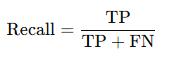 Recall = TP / (TP + FN)